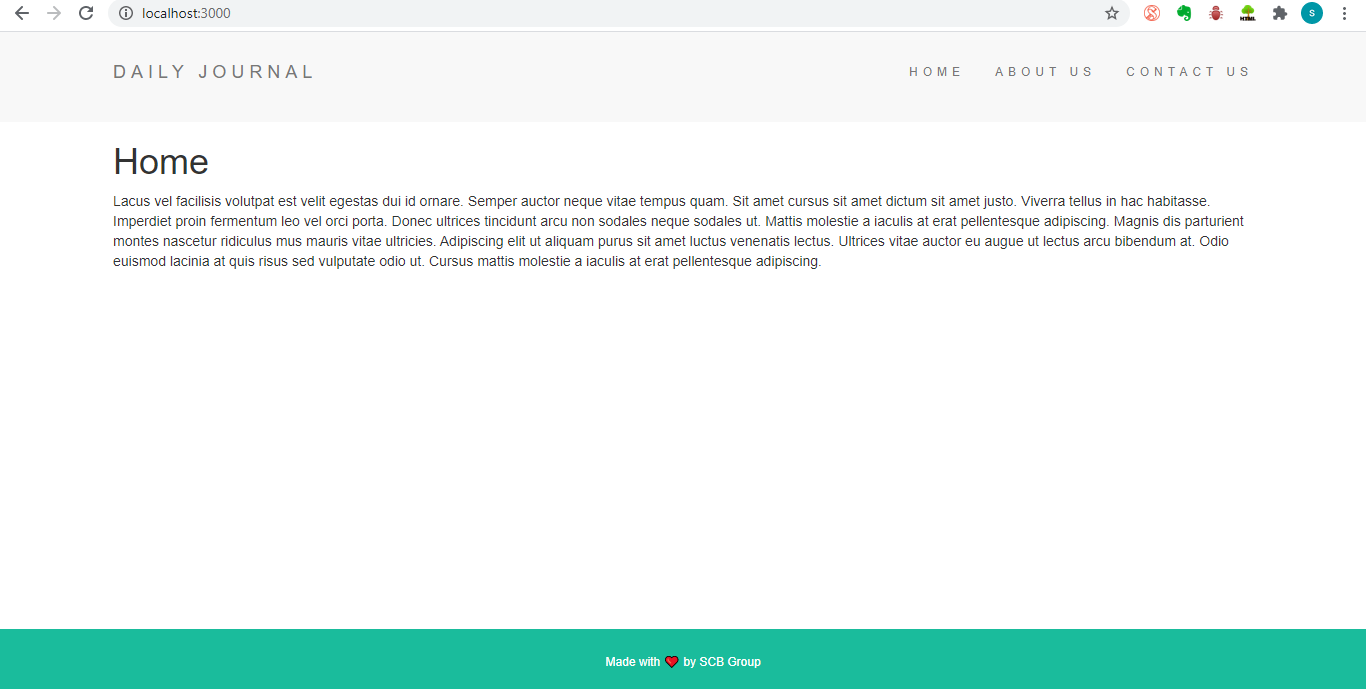 localhost:3000
HTML
S
DAILY JOURNAL
HOME ABOUT US CONTACT US
Home
Lacus vel facilisis volutpat est velit egestas dui id ornare. Semper auctor neque vitae tempus quam. Sit amet cursus sit amet dictum sit amet justo. Viverra tellus in hac habitasse.
Imperdiet proin fermentum leo vel orci porta. Donec ultrices tincidunt arcu non sodales neque sodales ut. Mattis molestie a iaculis at erat pellentesque adipiscing. Magnis dis parturient
montes nascetur ridiculus mus mauris vitae ultricies. Adipiscing elit ut aliquam purus sit amet luctus venenatis lectus. Ultrices vitae auctor eu augue ut lectus arcu bibendum at. Odio
euismod lacinia at quis risus sed vulputate odio ut. Cursus mattis molestie a iaculis at erat pellentesque adipiscing.
Made with ❤ by SCB Group